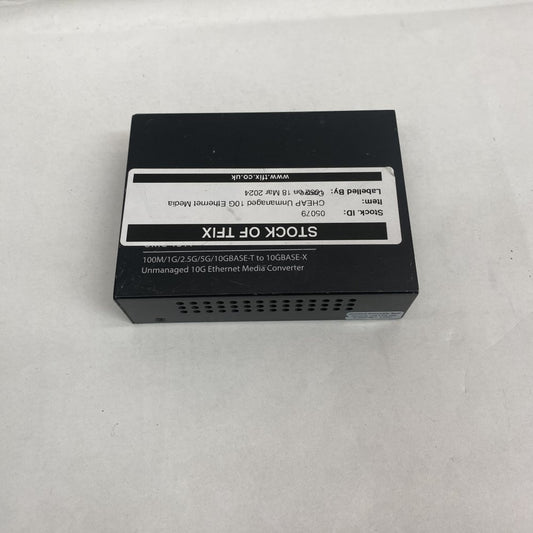 STOCK OF TFIX
Stock. ID: 05079
Item: CHEAP Unmanaged 10G Ethernet Media
Labelled By: on 18 Mar 2024
www.tfix.co.uk
100M/1G/2.5G/5G/10GBASE-T to 10GBASE-X
Unmanaged 10G Ethernet Media Converter